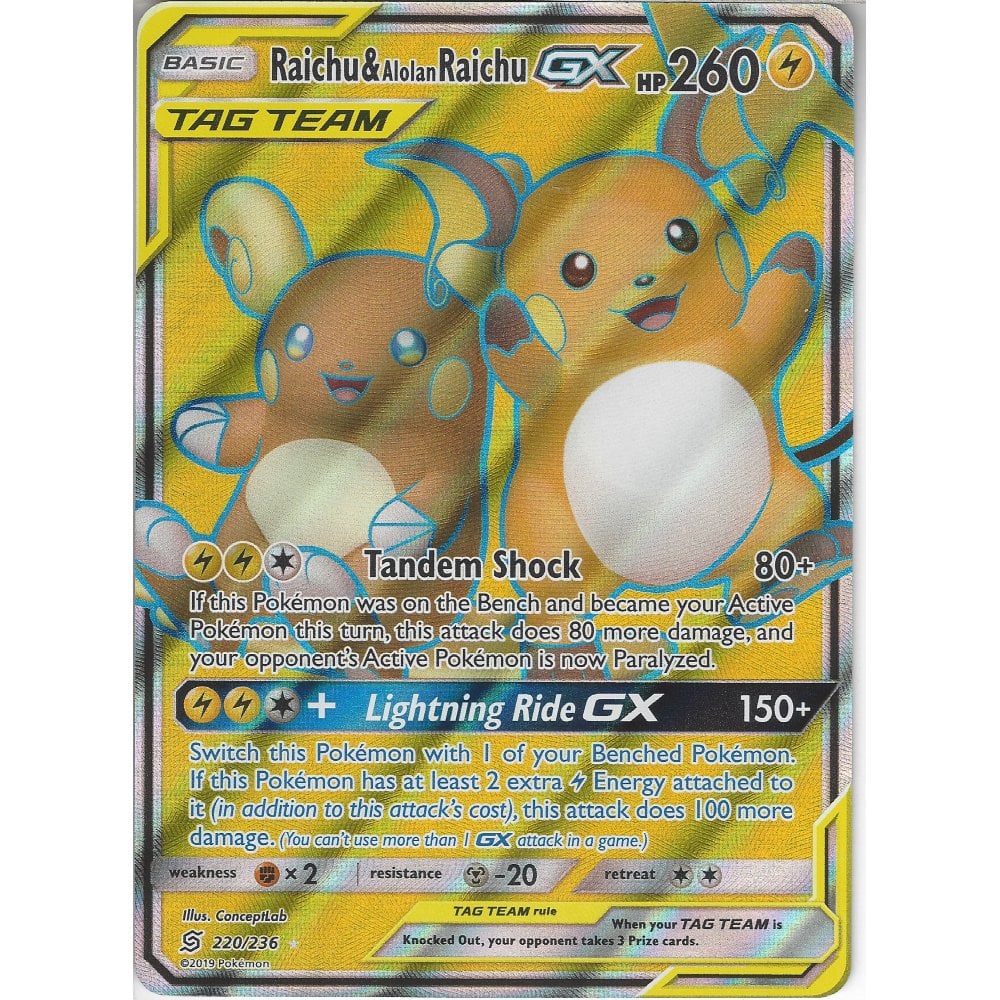 BASIC Raichu & Alolan Raichu GX HP 260
TAG TEAM
Tandem Shock 80+
If this Pokémon was on the Bench and became your Active
Pokémon this turn, this attack does 80 more damage, and
your opponent's Active Pokémon is now Paralyzed.
+ Lightning Ride GX 150+
Switch this Pokémon with 1 of your Benched Pokémon.
If this Pokémon has at least 2 extra Energy attached to
it (in addition to this attack's cost), this attack does 100 more
damage. (You can't use more than 1 GX attack in a game.)
weakness ×2 resistance -20 retreat
Illus. ConceptLab
220/236
©2019 Pokémon
TAG TEAM rule
When your TAG TEAM is
Knocked Out, your opponent takes 3 Prize cards.